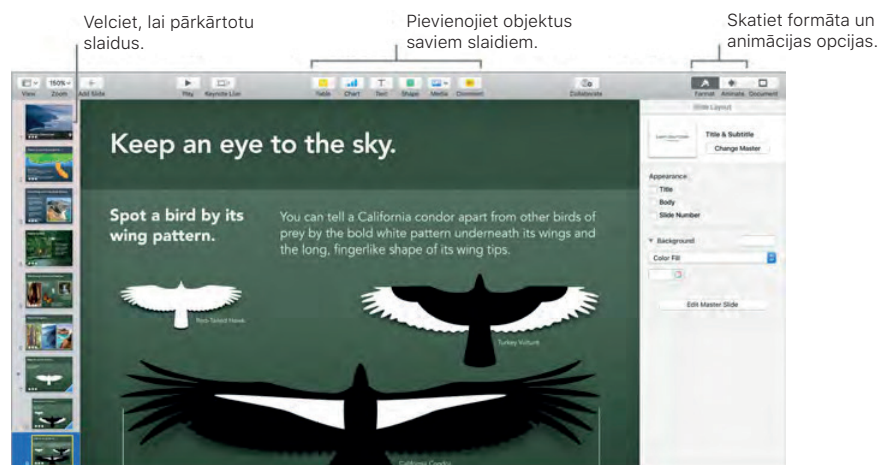 Velciet, lai pārkārtotu
slaidus.
Pievienojiet objektus
saviem slaidiem.
Skatiet formāta un
animācijas opcijas.
150%
View Zoom Add Slide Play Keynote Live Table Chart Text Shape Media Comment Collaborate Format Animate Document
Slide Layout
Title & Subtitle
Change Master
Appearance
Title
Body
Slide Number
Background
Color Fill
Edit Master Slide
Keep an eye to the sky.
Spot a bird by its
wing pattern.
You can tell a California condor apart from other birds of
prey by the bold white pattern underneath its wings and
the long, fingerlike shape of its wing tips.
Red-Tailed Hawk
Turkey Vulture
California Condor